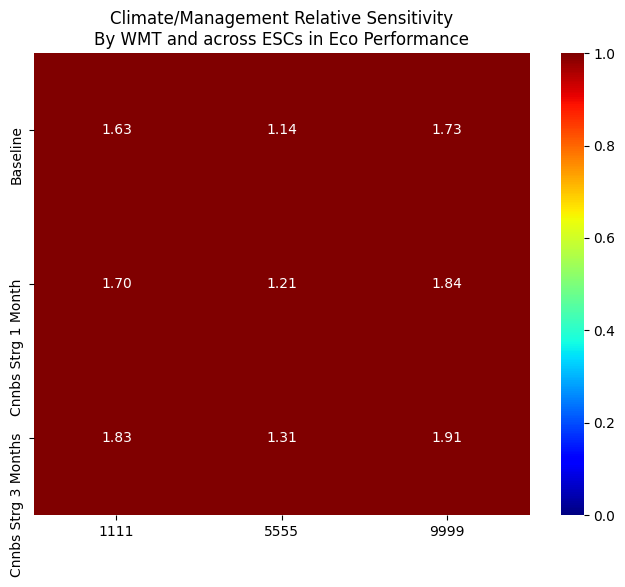 Climate/Management Relative Sensitivity
By WMT and across ESCs in Eco Performance
Baseline
1.63 1.14 1.73
Cnnbs Strg 1 Month
1.70 1.21 1.84
Cnnbs Strg 3 Months
1.83 1.31 1.91
1111 5555 9999
1.0
0.8
0.6
0.4
0.2
0.0